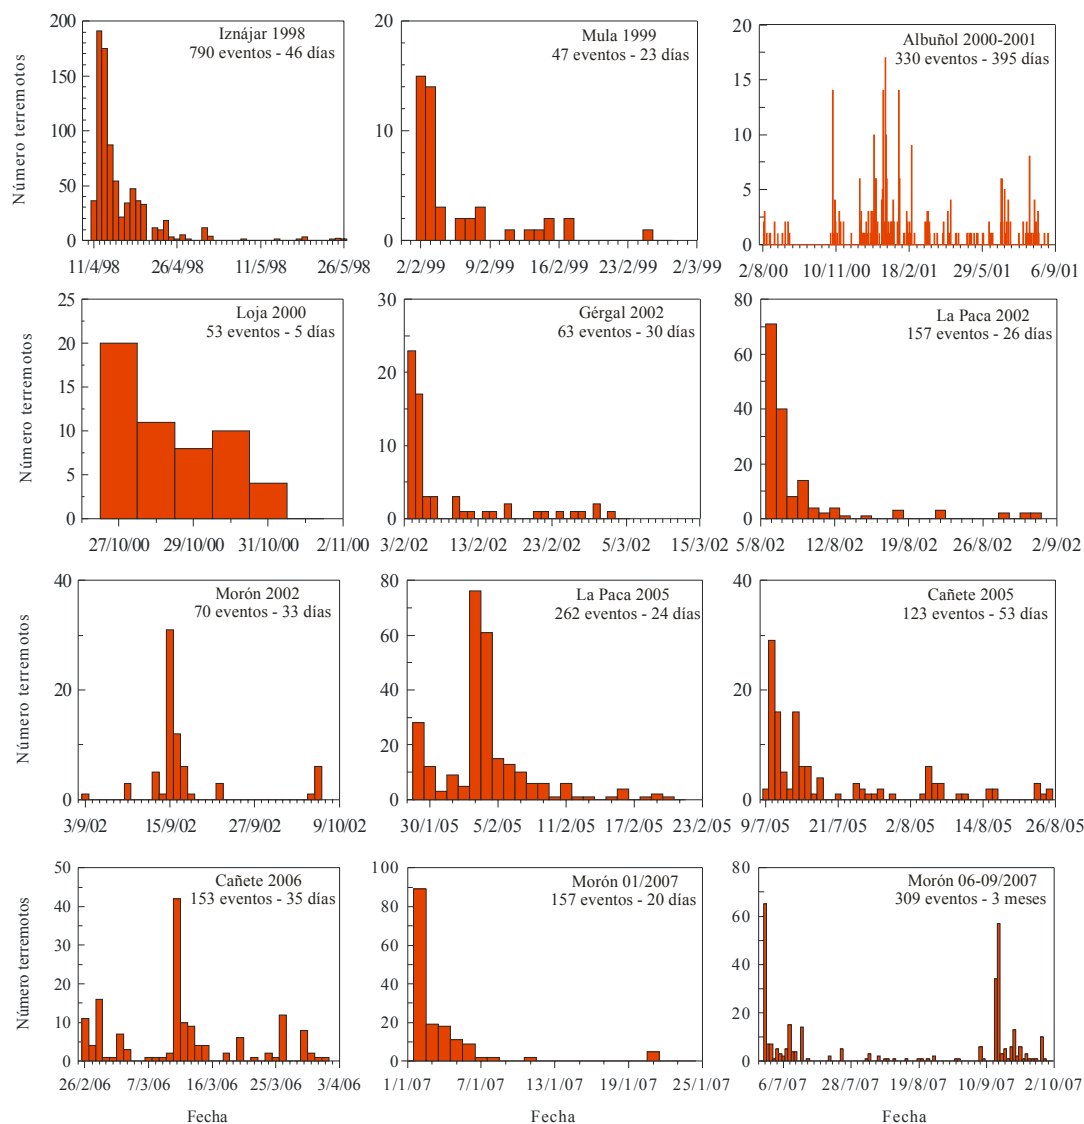 Iznájar 1998
790 eventos - 46 días
Número terremotos
200
150
100
50
0
11/4/98 26/4/98 11/5/98 26/5/98
Mula 1999
47 eventos - 23 días
20
10
0
2/2/99 9/2/99 16/2/99 23/2/99 2/3/99
Albuñol 2000-2001
330 eventos - 395 días
20
15
10
5
0
2/8/00 10/11/00 18/2/01 29/5/01 6/9/01
Loja 2000
53 eventos - 5 días
Número terremotos
25
20
15
10
5
0
27/10/00 29/10/00 31/10/00 2/11/00
Gérgal 2002
63 eventos - 30 días
30
20
10
0
3/2/02 13/2/02 23/2/02 5/3/02 15/3/02
La Paca 2002
157 eventos - 26 días
80
60
40
20
0
5/8/02 12/8/02 19/8/02 26/8/02 2/9/02
Morón 2002
70 eventos - 33 días
Número terremotos
40
20
0
3/9/02 15/9/02 27/9/02 9/10/02
La Paca 2005
262 eventos - 24 días
80
60
40
20
0
30/1/05 5/2/05 11/2/05 17/2/05 23/2/05
Cañete 2005
123 eventos - 53 días
40
20
0
9/7/05 21/7/05 2/8/05 14/8/05 26/8/05
Cañete 2006
153 eventos - 35 días
Número terremotos
50
40
30
20
10
0
26/2/06 7/3/06 16/3/06 25/3/06 3/4/06
Fecha
Morón 01/2007
157 eventos - 20 días
100
80
60
40
20
0
1/1/07 7/1/07 13/1/07 19/1/07 25/1/07
Fecha
Morón 06-09/2007
309 eventos - 3 meses
80
60
40
20
0
6/7/07 28/7/07 19/8/07 10/9/07 2/10/07
Fecha